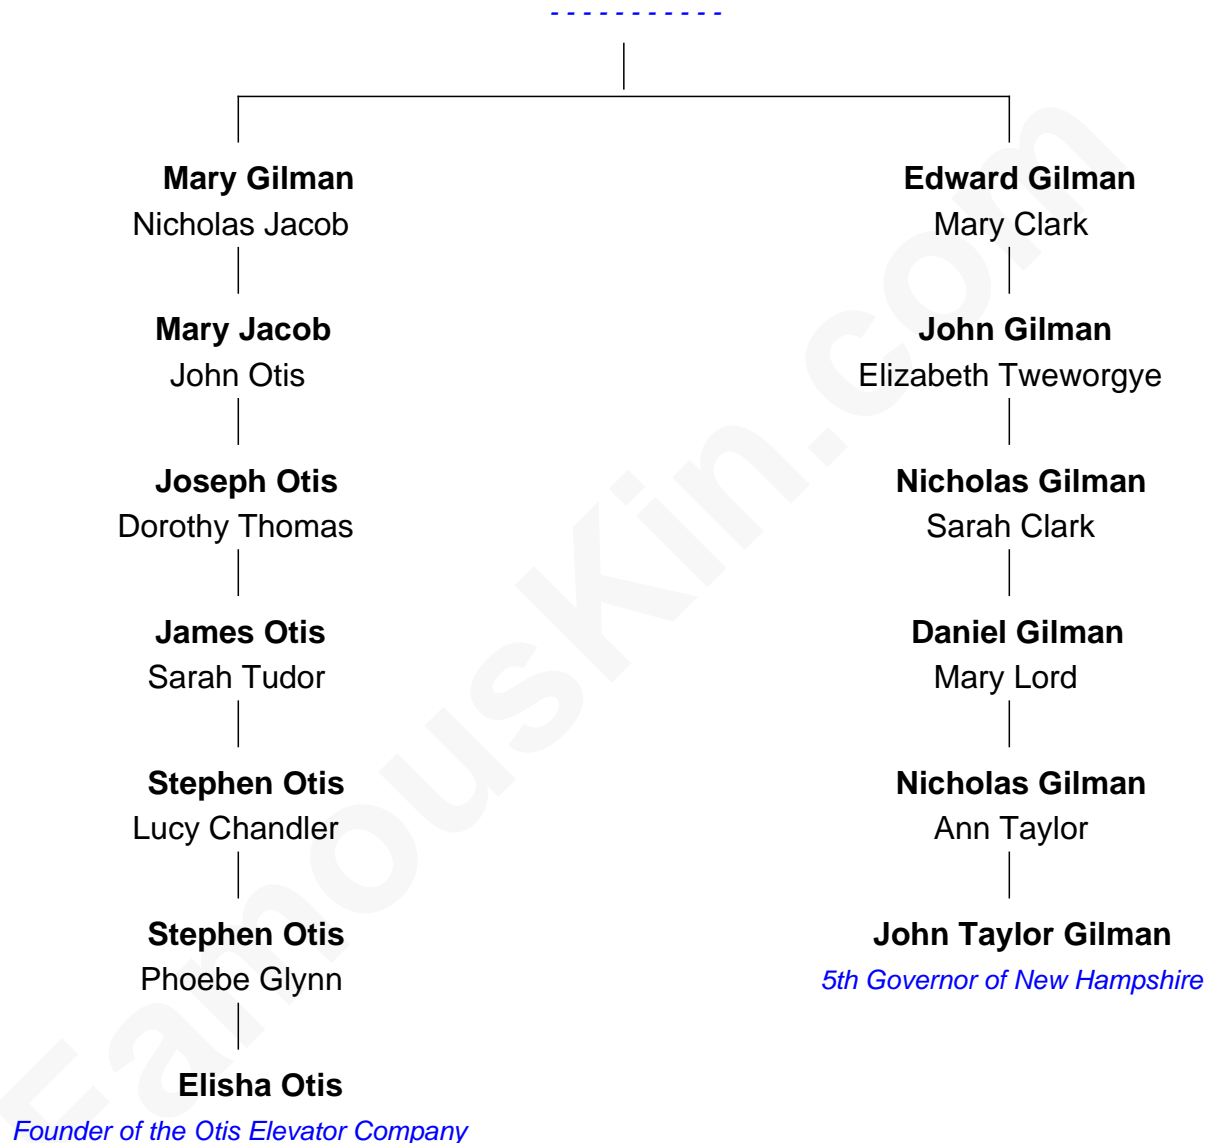 - - - - - - - - - - -
Mary Gilman
Nicholas Jacob
Edward Gilman
Mary Clark
Mary Jacob
John Otis
John Gilman
Elizabeth Tweworgye
Joseph Otis
Dorothy Thomas
Nicholas Gilman
Sarah Clark
James Otis
Sarah Tudor
Daniel Gilman
Mary Lord
Stephen Otis
Lucy Chandler
Nicholas Gilman
Ann Taylor
Stephen Otis
Phoebe Glynn
John Taylor Gilman
5th Governor of New Hampshire
Elisha Otis
Founder of the Otis Elevator Company
FamousKin.com